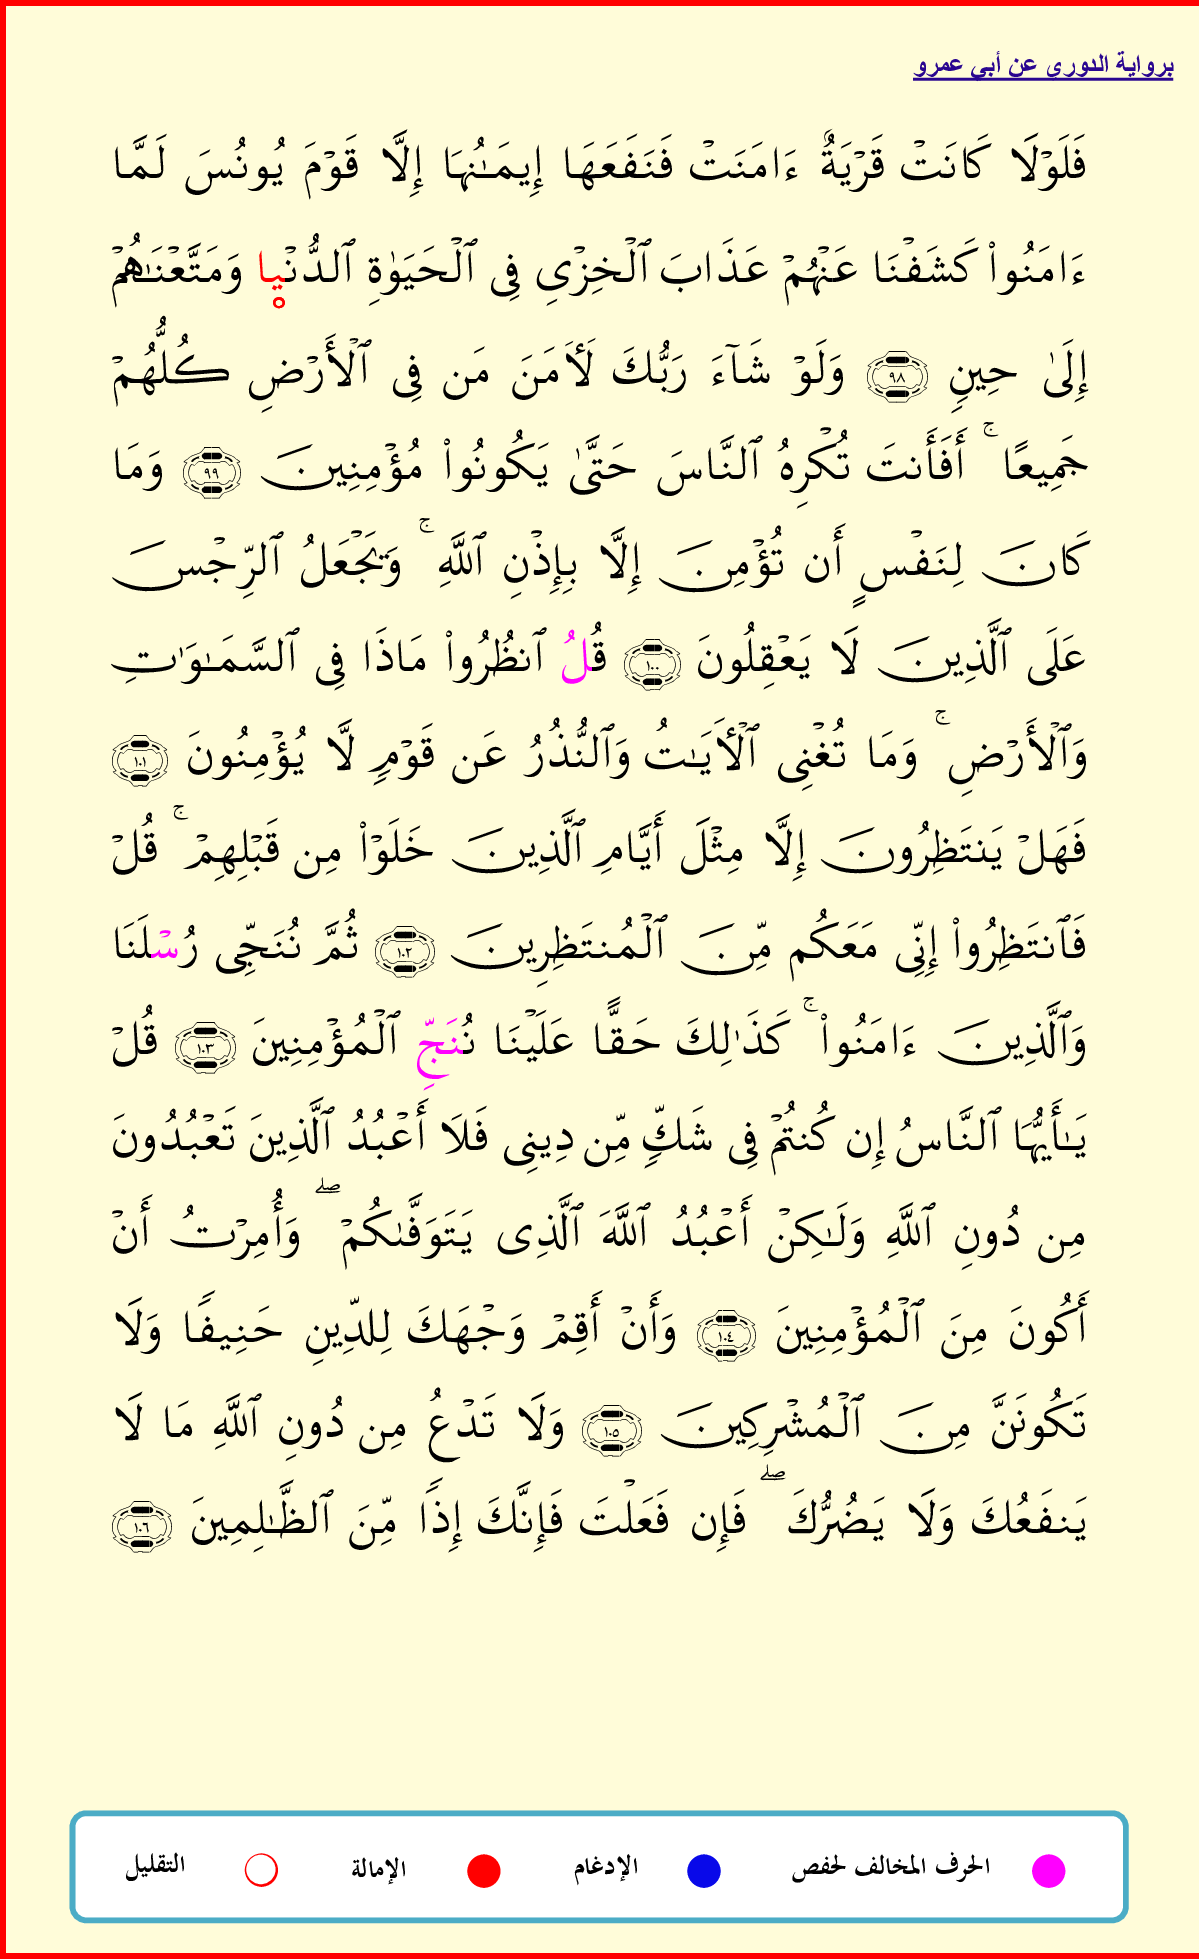 برواية الدورى عن أبى عمرو
فَلَوۡلَا كَانَتۡ قَرۡيَةٌ ءَامَنَتۡ فَنَفَعَهَا إِيمَٰنُهَا إِلَّا قَوۡمَ يُونُسَ لَمَّا
ءَامَنُواْ كَشَفۡنَا عَنۡهُمۡ عَذَابَ ٱلۡخِزۡىِ فِى ٱلۡحَيَوٰةِ ٱلدُّنۡيٜا وَمَتَّعۡنَٰهُمۡ
إِلَىٰ حِينٍ ٩٨ وَلَوۡ شَآءَ رَبُّكَ لَأٓمَنَ مَن فِى ٱلۡأَرۡضِ كُلُّهُمۡ
جَمِيعًا ۚ أَفَأَنتَ تُكۡرِهُ ٱلنَّاسَ حَتَّىٰ يَكُونُواْ مُؤۡمِنِينَ ٩٩ وَمَا
كَانَ لِنَفۡسٍ أَن تُؤۡمِنَ إِلَّا بِإِذۡنِ ٱللَّهِ ۚ وَيَجۡعَلُ ٱلرِّجۡسَ
عَلَى ٱلَّذِينَ لَا يَعۡقِلُونَ ١٠٠ قُلُ ٱنظُرُواْ مَاذَا فِى ٱلسَّمَٰوَٰتِ
وَٱلۡأَرۡضِ ۚ وَمَا تُغۡنِى ٱلۡأٓيَٰتُ وَٱلنُّذُرُ عَن قَوۡمٍ لَّا يُؤۡمِنُونَ ١٠١
فَهَلۡ يَنتَظِرُونَ إِلَّا مِثۡلَ أَيَّامِ ٱلَّذِينَ خَلَوۡاْ مِن قَبۡلِهِمۡ ۚ قُلۡ
فَٱنتَظِرُواْ إِنِّى مَعَكُم مِّنَ ٱلۡمُنتَظِرِينَ ١٠٢ ثُمَّ نُنَجِّى رُسۡلَنَا
وَٱلَّذِينَ ءَامَنُواْ ۚ كَذَٰلِكَ حَقًّا عَلَيۡنَا نُنَجِّ ٱلۡمُؤۡمِنِينَ ١٠٣ قُلۡ
يَٰٓأَيُّهَا ٱلنَّاسُ إِن كُنتُمۡ فِى شَكٍّ مِّن دِينِى فَلَا أَعۡبُدُ ٱلَّذِينَ تَعۡبُدُونَ
مِن دُونِ ٱللَّهِ وَلَٰكِنۡ أَعۡبُدُ ٱللَّهَ ٱلَّذِى يَتَوَفَّىٰكُمۡ ۖ وَأُمِرۡتُ أَنۡ
أَكُونَ مِنَ ٱلۡمُؤۡمِنِينَ ١٠٤ وَأَنۡ أَقِمۡ وَجۡهَكَ لِلدِّينِ حَنِيفًا وَلَا
تَكُونَنَّ مِنَ ٱلۡمُشۡرِكِينَ ١٠٥ وَلَا تَدۡعُ مِن دُونِ ٱللَّهِ مَا لَا
يَنفَعُكَ وَلَا يَضُرُّكَ ۖ فَإِن فَعَلۡتَ فَإِنَّكَ إِذًا مِّنَ ٱلظَّٰلِمِينَ ١٠٦
الحرف المخالف لحفص الإدغام الإمالة التقليل